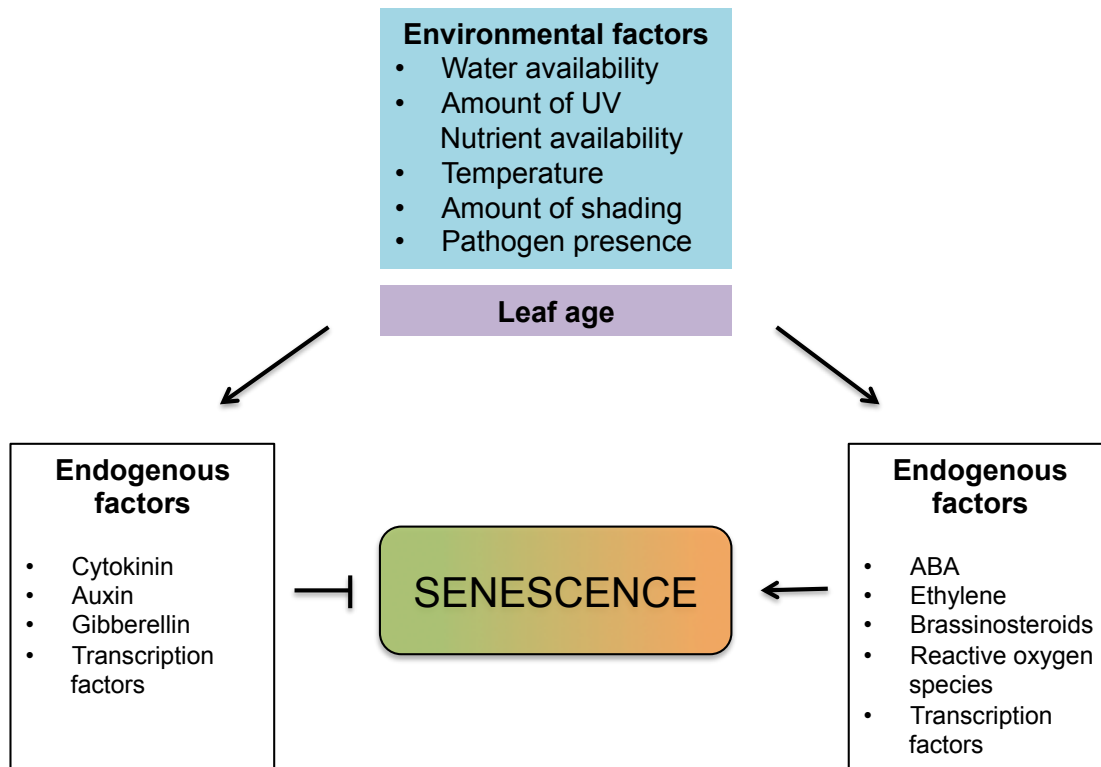 Environmental factors
• Water availability
• Amount of UV
Nutrient availability
• Temperature
• Amount of shading
• Pathogen presence
Leaf age
Endogenous
factors
• Cytokinin
• Auxin
• Gibberellin
• Transcription
factors
SENESCENCE
Endogenous
factors
• ABA
• Ethylene
• Brassinosteroids
• Reactive oxygen
species
• Transcription
factors